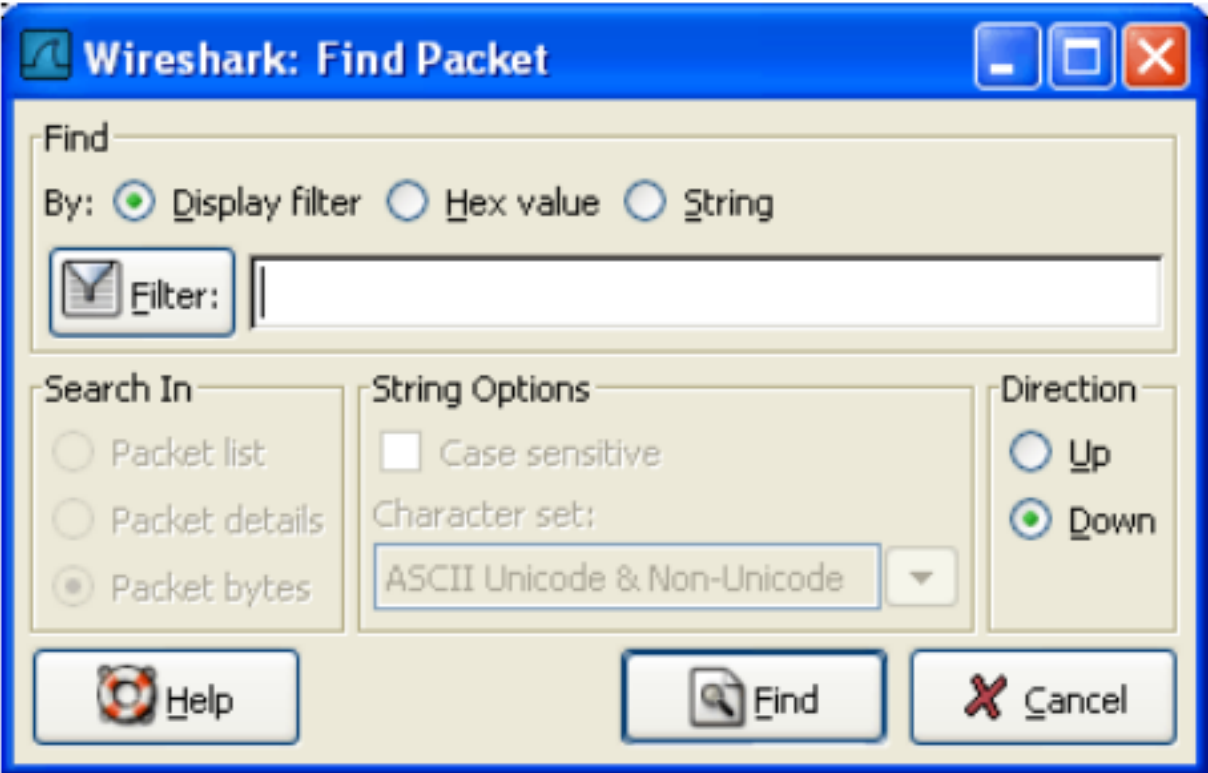 Wireshark: Find Packet
Find
By: Display filter Hex value String
Filter:
Search In
Packet list
Packet details
Packet bytes
String Options
Case sensitive
Character set:
ASCII Unicode & Non-Unicode
Direction
Up
Down
Help Find Cancel